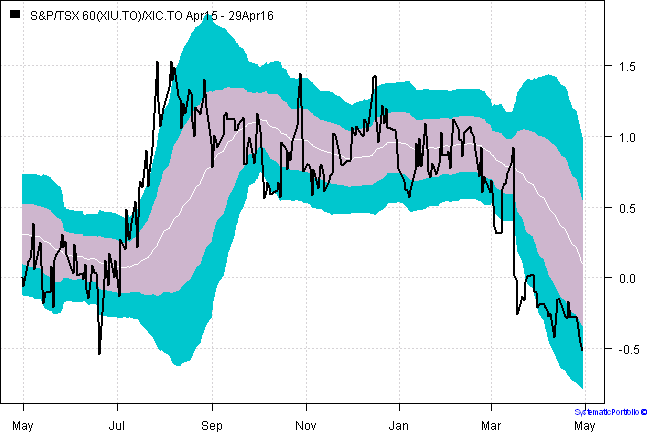 S&P/TSX 60(XIU.TO)/XIC.TO Apr15 - 29Apr16
1.5
1.0
0.5
0.0
-0.5
SystematicPortfolio ©
May Jul Sep Nov Jan Mar May